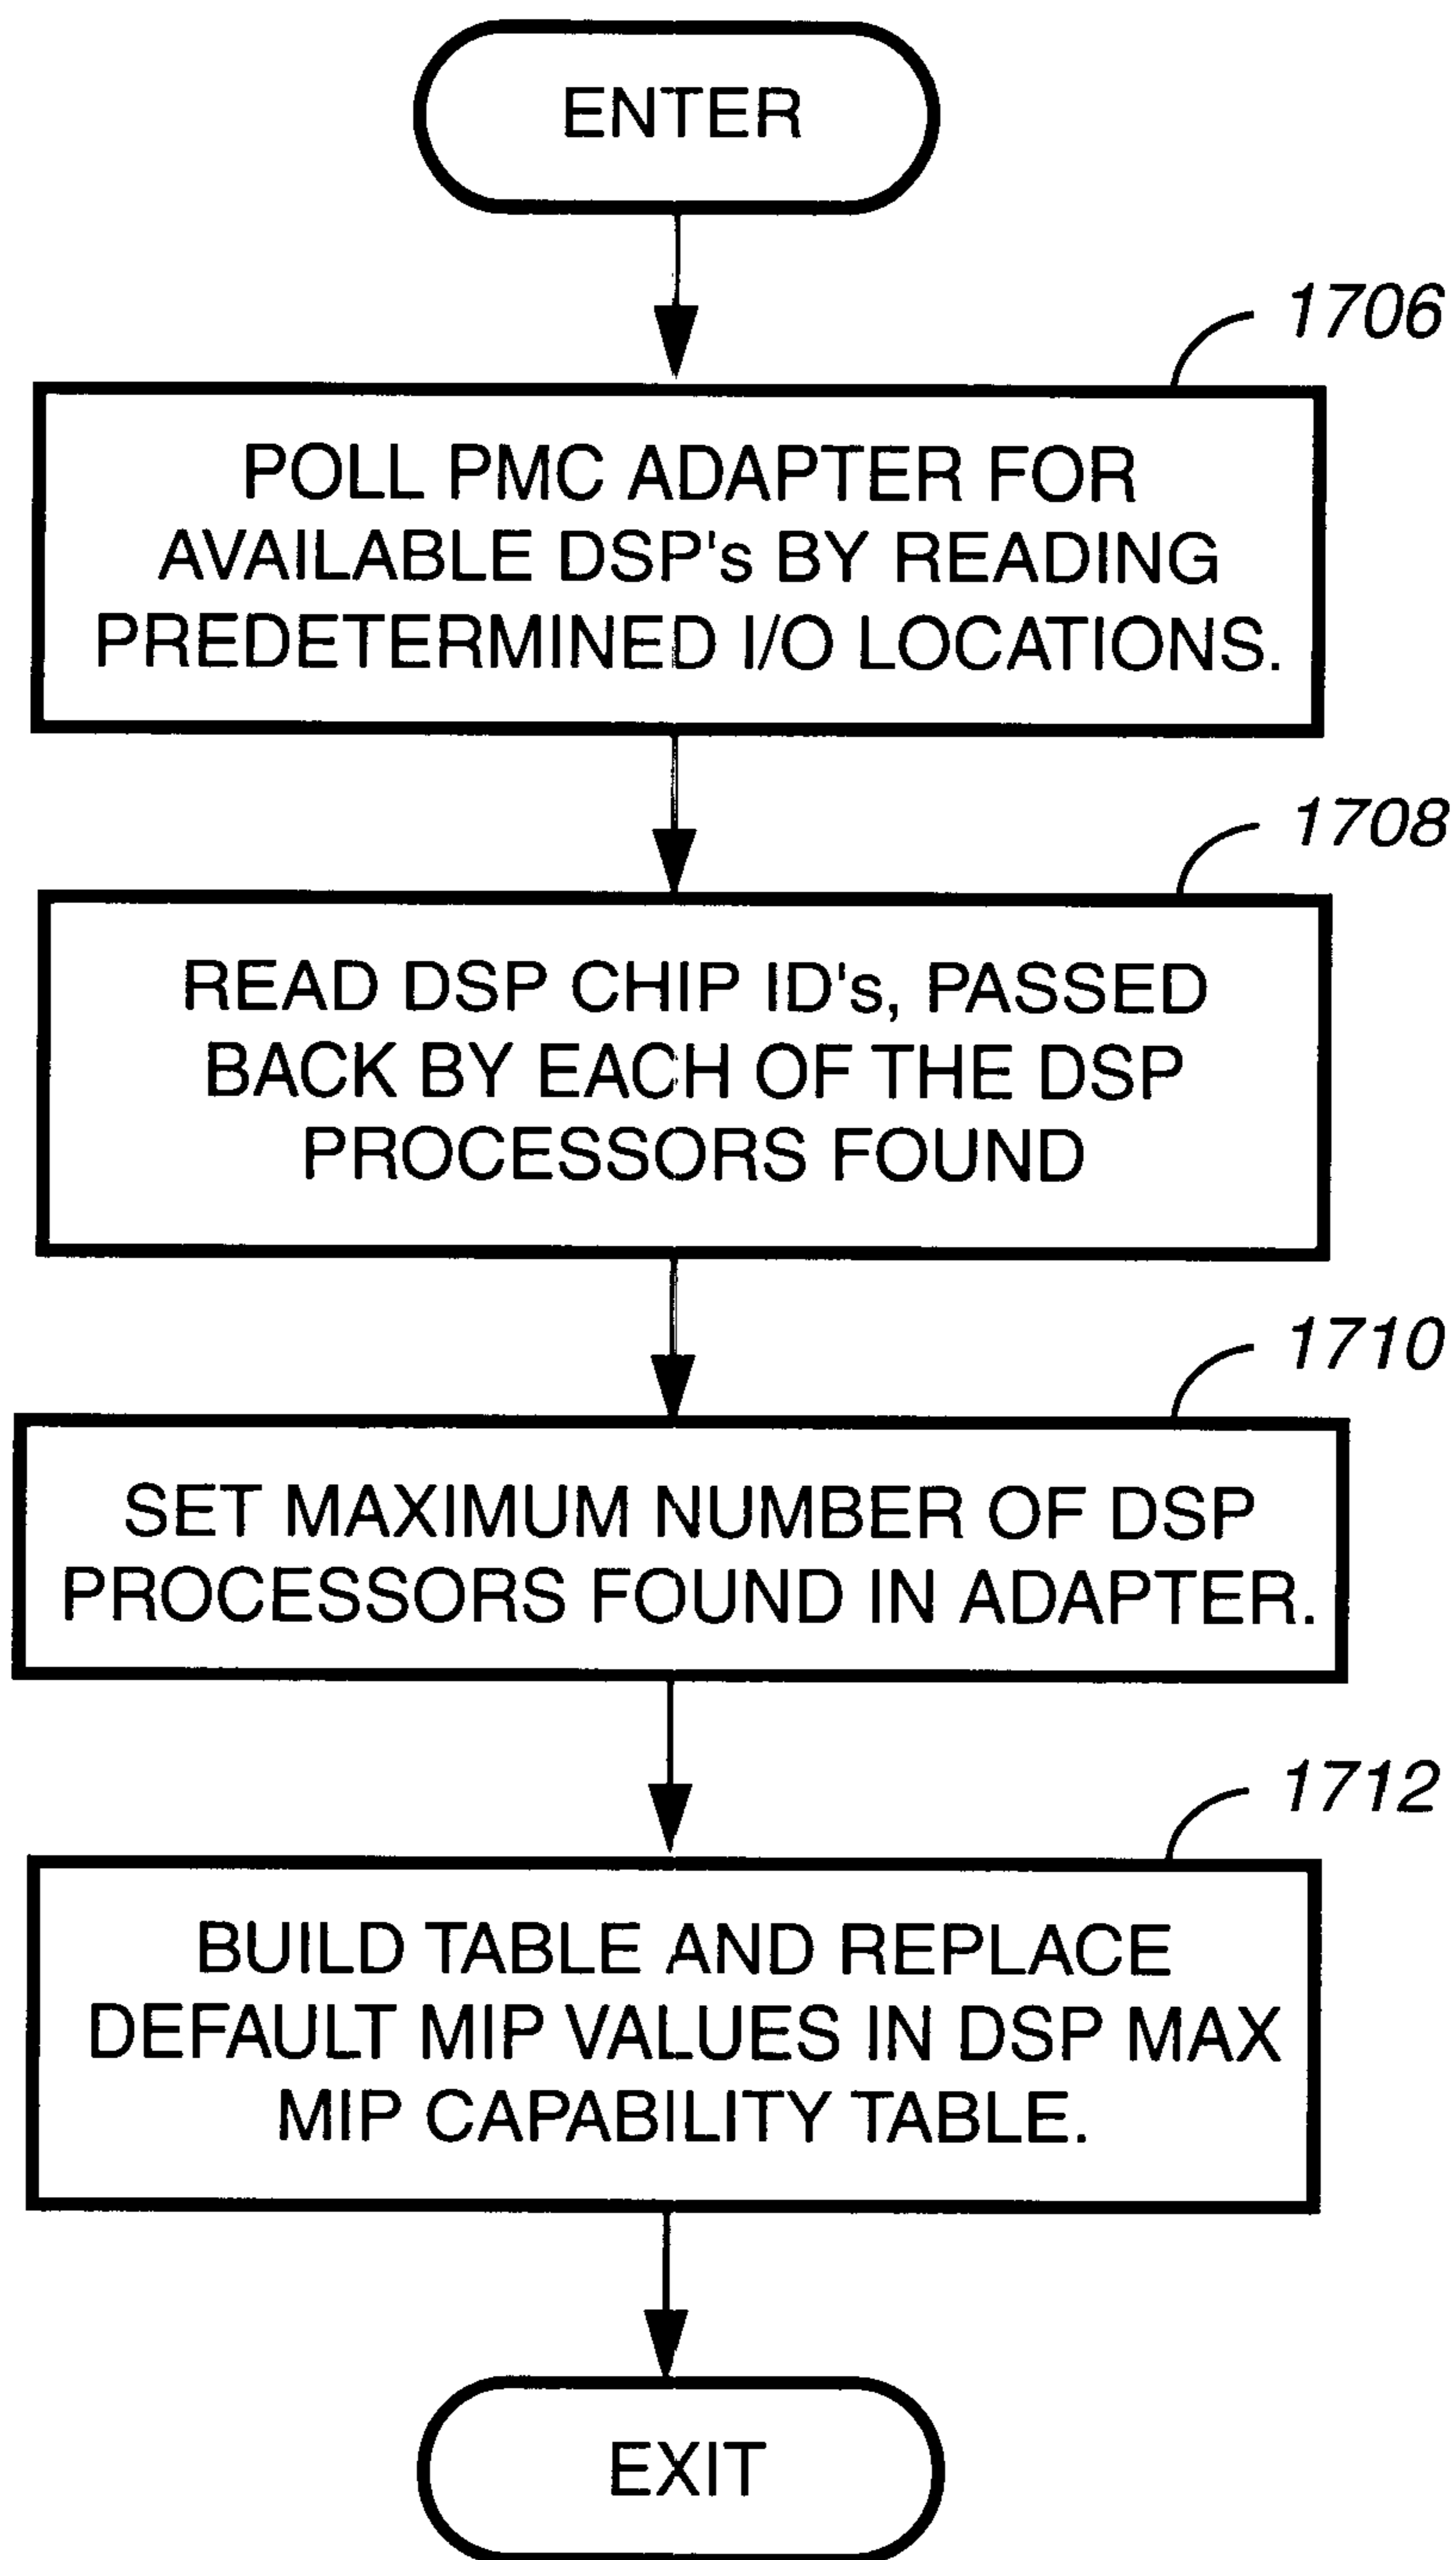 ENTER
1706
POLL PMC ADAPTER FOR
AVAILABLE DSP's BY READING
PREDETERMINED I/O LOCATIONS.
1708
READ DSP CHIP ID's, PASSED
BACK BY EACH OF THE DSP
PROCESSORS FOUND
1710
SET MAXIMUM NUMBER OF DSP
PROCESSORS FOUND IN ADAPTER.
1712
BUILD TABLE AND REPLACE
DEFAULT MIP VALUES IN DSP MAX
MIP CAPABILITY TABLE.
EXIT